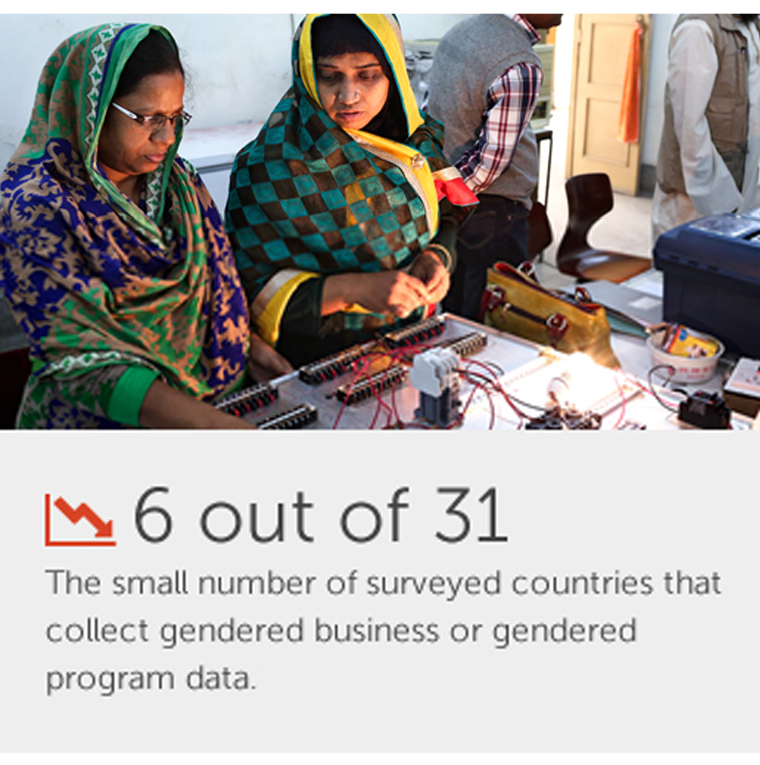 6 out of 31
The small number of surveyed countries that
collect gendered business or gendered
program data.